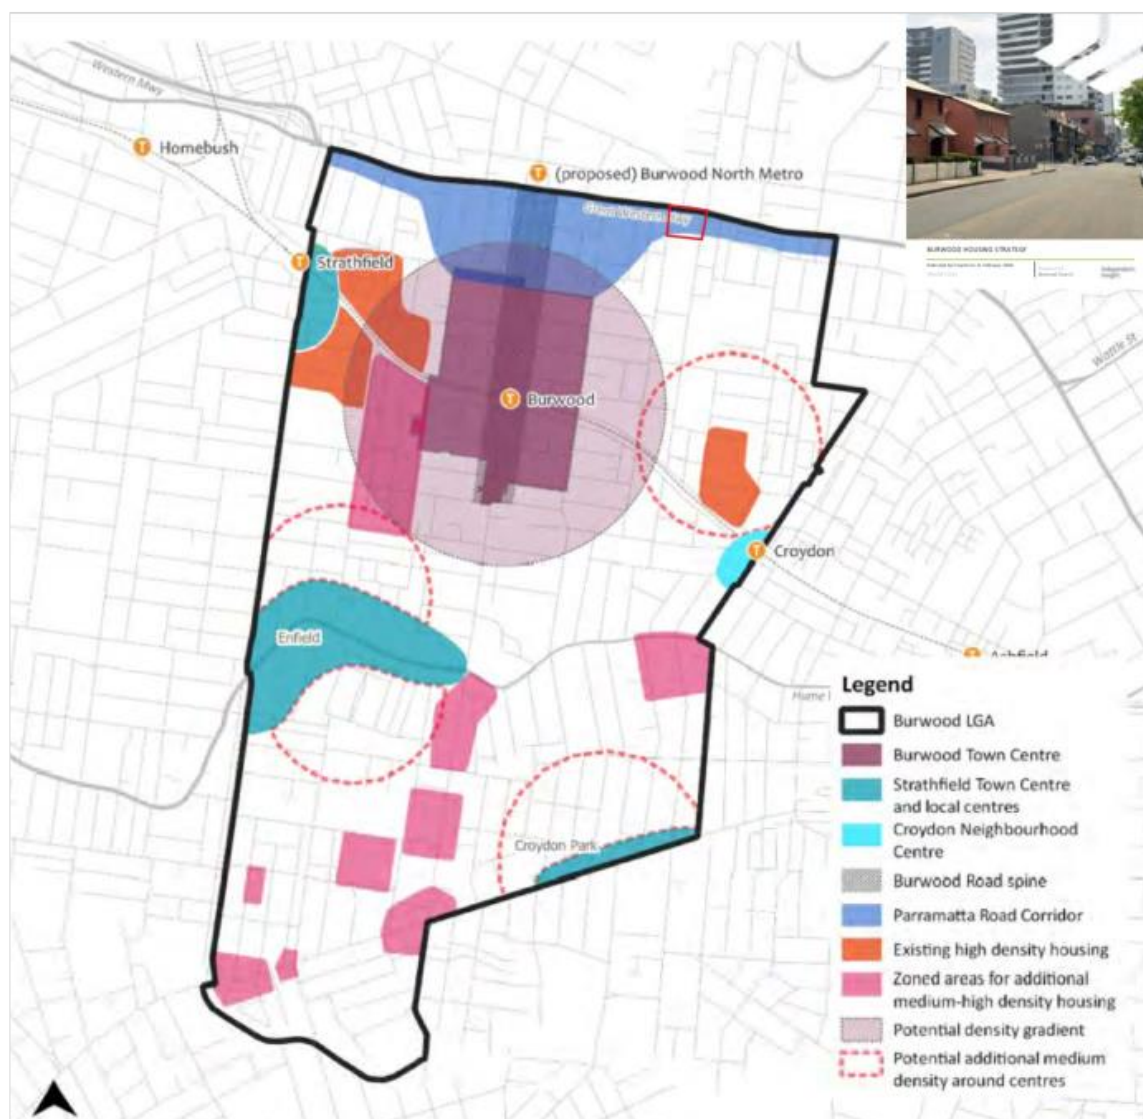 Western Mwy
Homebush
(proposed) Burwood North Metro
Great Western Hwy
Strathfield
Burwood
Croydon
Enfield
Ashfield
Croydon Park
Hume
Wattle St
BURWOOD HOUSING STRATEGY
Legend
Burwood LGA
Burwood Town Centre
Strathfield Town Centre
and local centres
Croydon Neighbourhood
Centre
Burwood Road spine
Parramatta Road Corridor
Existing high density housing
Zoned areas for additional
medium-high density housing
Potential density gradient
Potential additional medium
density around centres